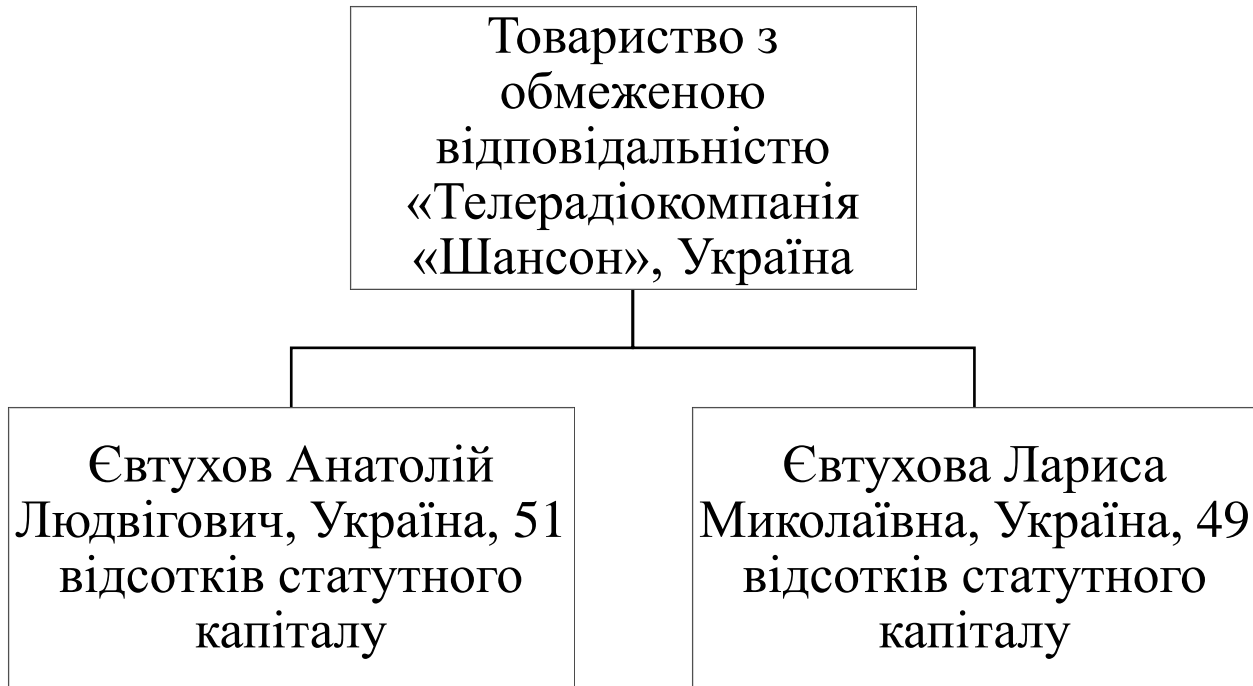 Товариство з
обмеженою
відповідальністю
«Телерадіокомпанія
«Шансон», Україна
Євтухов Анатолій
Людвігович, Україна, 51
відсотків статутного
капіталу
Євтухова Лариса
Миколаївна, Україна, 49
відсотків статутного
капіталу